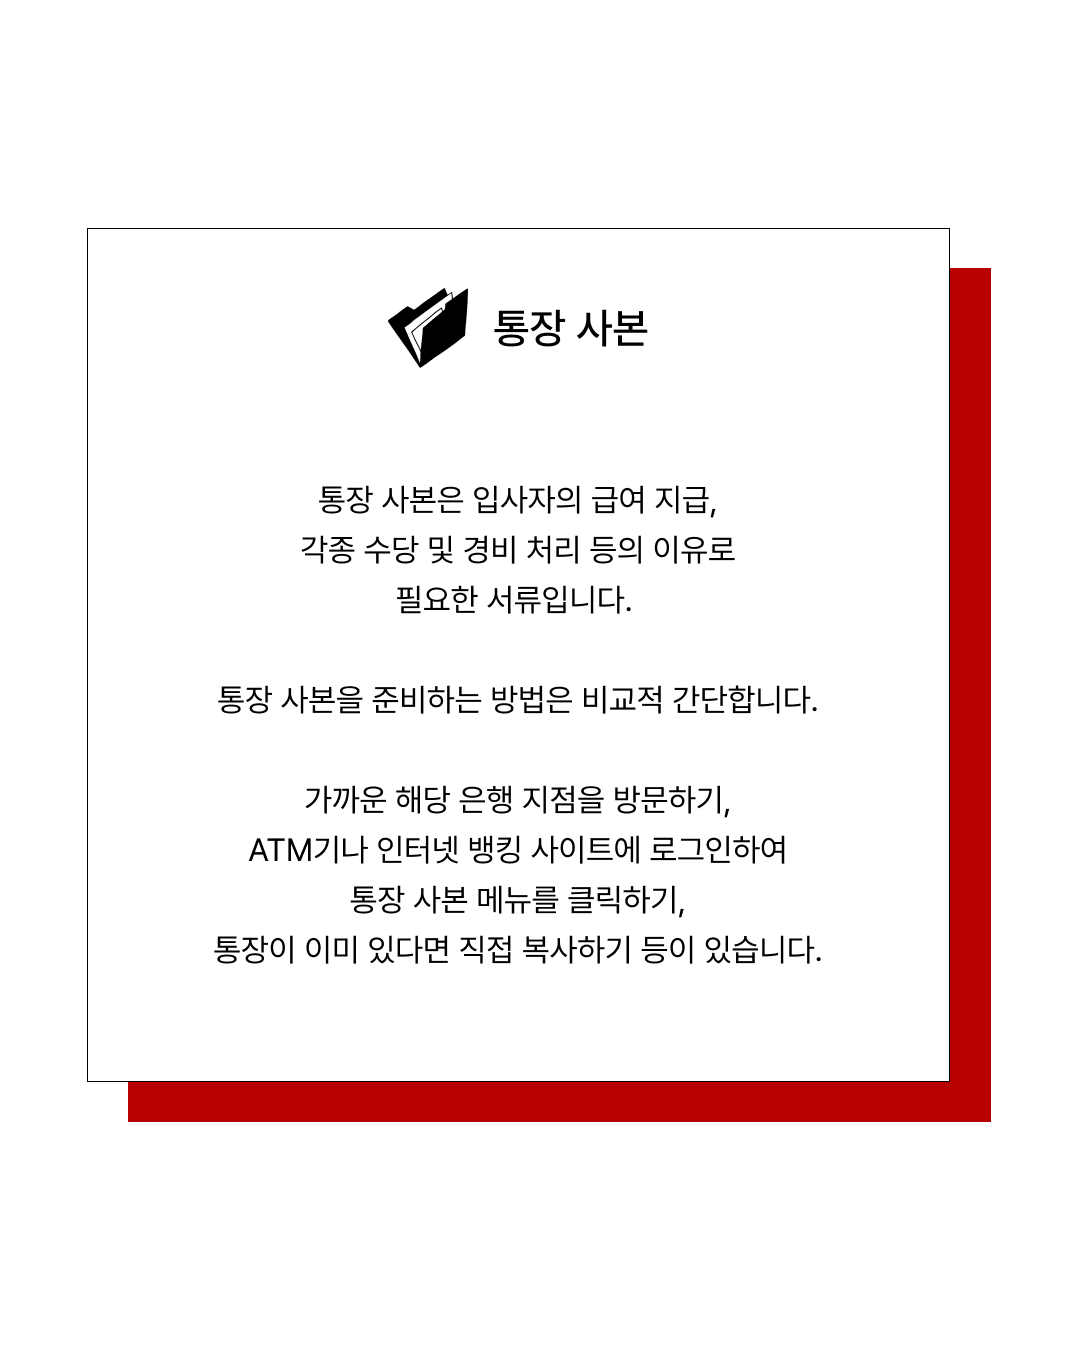 통장 사본
통장 사본은 입사자의 급여 지급,
각종 수당 및 경비 처리 등의 이유로
필요한 서류입니다.
통장 사본을 준비하는 방법은 비교적 간단합니다.
가까운 해당 은행 지점을 방문하기,
ATM기나 인터넷 뱅킹 사이트에 로그인하여
통장 사본 메뉴를 클릭하기,
통장이 이미 있다면 직접 복사하기 등이 있습니다.